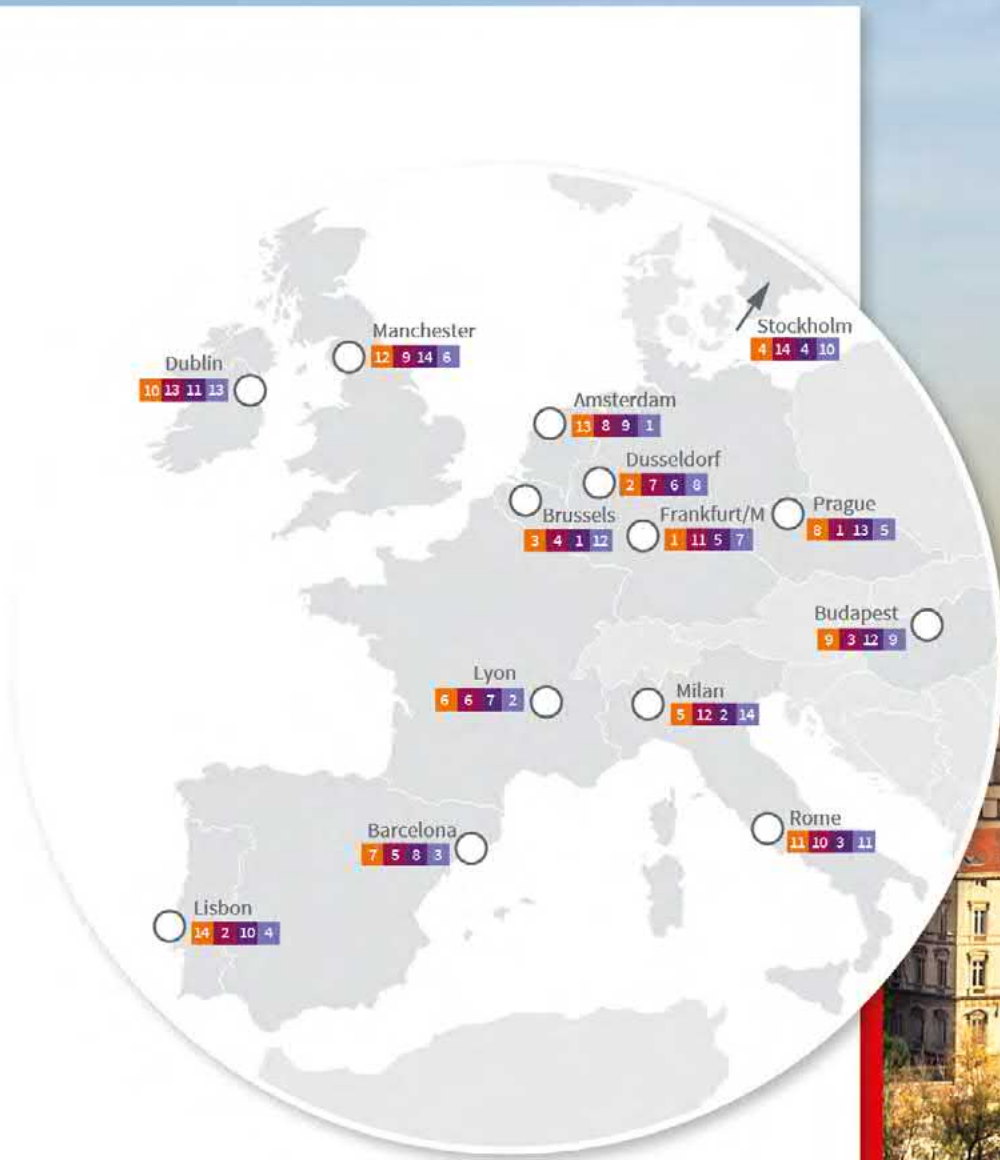 Manchester
12 9 14 6
Dublin
10 13 11 13
Stockholm
4 14 4 10
Amsterdam
13 8 9 1
Dusseldorf
2 7 6 8
Brussels
3 4 1 12
Frankfurt/M
1 11 5 7
Prague
8 1 13 5
Budapest
9 3 12 9
Lyon
6 6 7 2
Milan
5 12 2 14
Barcelona
7 5 8 3
Rome
11 10 3 11
Lisbon
14 2 10 4